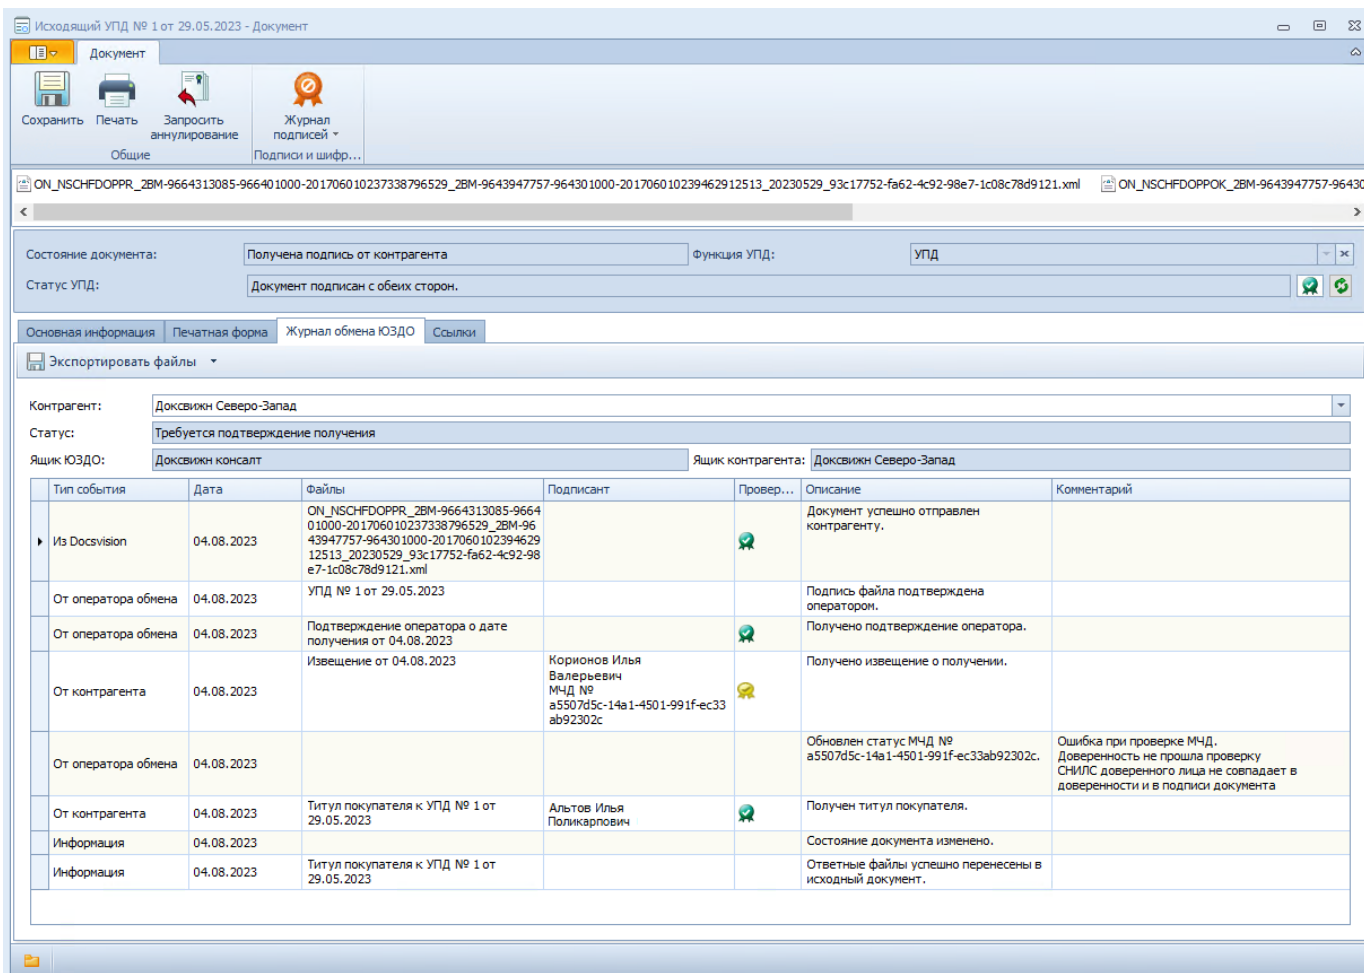 Исходящий УПД № 1 от 29.05.2023 - Документ
Документ
Сохранить
Печать
Запросить
аннулирование
Журнал
подписей
Общие
Подписи и шифр...
ON_NSCHFDOPPR_2BM-9664313085-966401000-201706010237338796529_2BM-9643947757-964301000-201706010239462912513_20230529_93c17752-fa62-4c92-98e7-1c08c78d9121.xml
ON_NSCHFDOPPOK_2BM-9643947757-96430
Состояние документа:
Получена подпись от контрагента
Функция УПД:
УПД
Статус УПД:
Документ подписан с обеих сторон.
Основная информация
Печатная форма
Журнал обмена ЮЗДО
Ссылки
Экспортировать файлы
Контрагент:
Доксвижн Северо-Запад
Статус:
Требуется подтверждение получения
Ящик ЮЗДО:
Доксвижн консалт
Ящик контрагента:
Доксвижн Северо-Запад
Тип события
Дата
Файлы
Подписант
Провер...
Описание
Комментарий
Из Docsvision
04.08.2023
ON_NSCHFDOPPR_2BM-9664313085-9664
01000-201706010237338796529_2BM-96
43947757-964301000-2017060102394629
12513_20230529_93c17752-fa62-4c92-98
e7-1c08c78d9121.xml
Документ успешно отправлен
контрагенту.
От оператора обмена
04.08.2023
УПД № 1 от 29.05.2023
Подпись файла подтверждена
оператором.
От оператора обмена
04.08.2023
Подтверждение оператора о дате
получения от 04.08.2023
Получено подтверждение оператора.
От контрагента
04.08.2023
Извещение от 04.08.2023
Корионов Илья
Валерьевич
МЧД №
a5507d5c-14a1-4501-991f-ec33
ab92302c
Получено извещение о получении.
От оператора обмена
04.08.2023
Обновлен статус МЧД №
a5507d5c-14a1-4501-991f-ec33ab92302c.
Ошибка при проверке МЧД.
Доверенность не прошла проверку
СНИЛС доверенного лица не совпадает в
доверенности и в подписи документа
От контрагента
04.08.2023
Титул покупателя к УПД № 1 от
29.05.2023
Альтов Илья
Поликарпович
Получен титул покупателя.
Информация
04.08.2023
Состояние документа изменено.
Информация
04.08.2023
Титул покупателя к УПД № 1 от
29.05.2023
Ответные файлы успешно перенесены в
исходный документ.